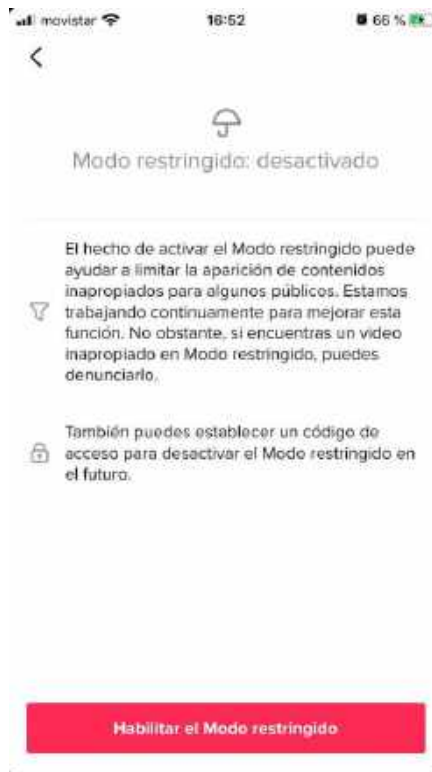 movistar 16:52 66 %
Modo restringido: desactivado
El hecho de activar el Modo restringido puede
ayudar a limitar la aparición de contenidos
inapropiados para algunos públicos. Estamos
trabajando continuamente para mejorar esta
función. No obstante, si encuentras un video
inapropiado en Modo restringido, puedes
denunciarlo.
También puedes establecer un código de
acceso para desactivar el Modo restringido en
el futuro.
Habilitar el Modo restringido